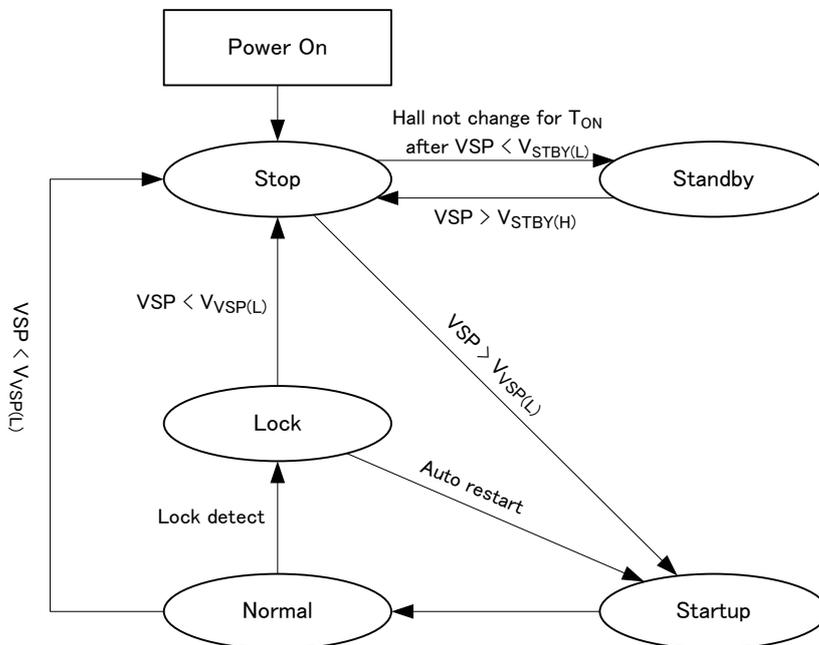 Power On
Hall not change for TON
after VSP < VSTBY(L)
Stop
Standby
VSP > VSTBY(H)
VSP < VVSP(L)
VSP < VVSP(L)
VSP > VVSP(L)
Lock
Auto restart
Lock detect
Normal
Startup